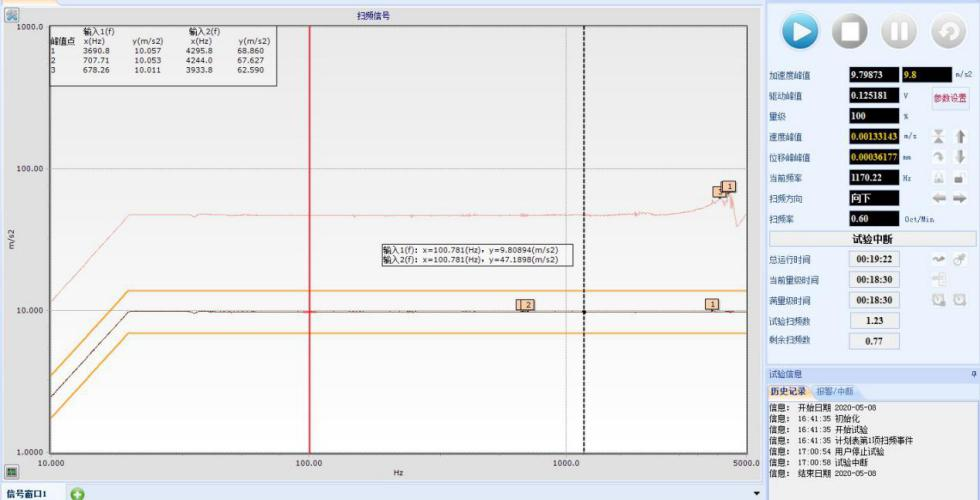 扫频信号
1000.0
100.00
10.000
1.0000
m/s2
输入1(f) 输入2(f)
峰值点 x(Hz) y(m/s2) x(Hz) y(m/s2)
1 3690.8 10.057 4295.8 68.860
2 707.71 10.053 4244.0 67.627
3 678.26 10.011 3933.8 62.590
1
输入1(f): x=100.781(Hz), y=9.80894(m/s2)
输入2(f): x=100.781(Hz), y=47.1898(m/s2)
2
1
10.000 100.00 1000.0 5000.0
Hz
信号窗口1
加速度峰值 9.79873 9.8 m/s2
驱动峰值 0.125181 V 参数设置
量级 100 %
速度峰值 0.00133143 m/s
位移峰峰值 0.00036177 mm
当前频率 1170.22 Hz
扫频方向 向下
扫频率 0.60 Oct/Min
试验中断
总运行时间 00:19:22
当前量级时间 00:18:30
满量级时间 00:18:30
试验扫频数 1.23
剩余扫频数 0.77
试验信息
历史记录 报警/中断
信息: 开始日期 2020-05-08
信息: 16:41:35 初始化
信息: 16:41:35 开始试验
信息: 16:41:35 计划表第1项扫频事件
信息: 17:00:54 用户停止试验
信息: 17:00:58 试验中断
信息: 结束日期 2020-05-08